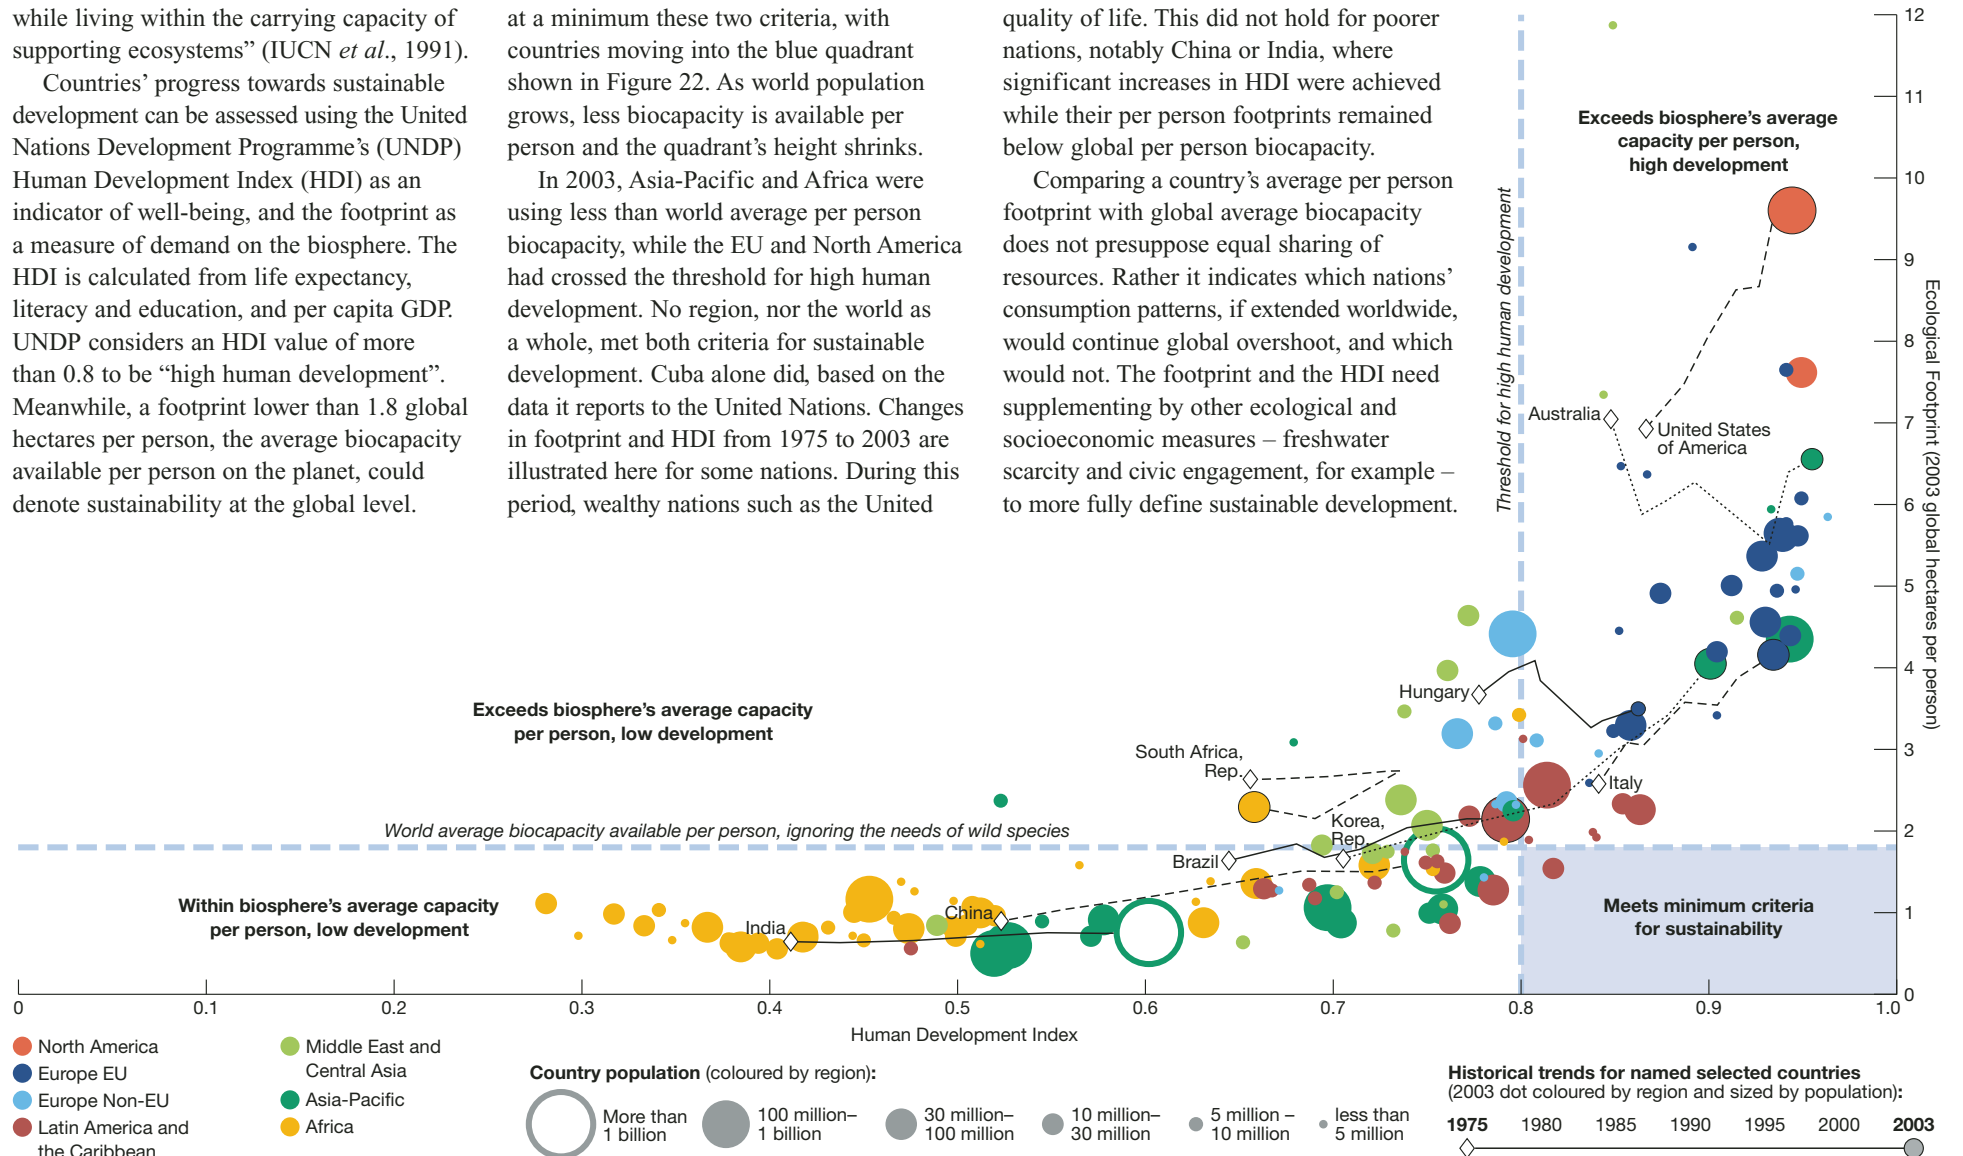 while living within the carrying capacity of
supporting ecosystems” (IUCN et al., 1991).
Countries’ progress towards sustainable
development can be assessed using the United
Nations Development Programme’s (UNDP)
Human Development Index (HDI) as an
indicator of well-being, and the footprint as
a measure of demand on the biosphere. The
HDI is calculated from life expectancy,
literacy and education, and per capita GDP.
UNDP considers an HDI value of more
than 0.8 to be “high human development”.
Meanwhile, a footprint lower than 1.8 global
hectares per person, the average biocapacity
available per person on the planet, could
denote sustainability at the global level.
at a minimum these two criteria, with
countries moving into the blue quadrant
shown in Figure 22. As world population
grows, less biocapacity is available per
person and the quadrant’s height shrinks.
In 2003, Asia-Pacific and Africa were
using less than world average per person
biocapacity, while the EU and North America
had crossed the threshold for high human
development. No region, nor the world as
a whole, met both criteria for sustainable
development. Cuba alone did, based on the
data it reports to the United Nations. Changes
in footprint and HDI from 1975 to 2003 are
illustrated here for some nations. During this
period, wealthy nations such as the United
quality of life. This did not hold for poorer
nations, notably China or India, where
significant increases in HDI were achieved
while their per person footprints remained
below global per person biocapacity.
Comparing a country’s average per person
footprint with global average biocapacity
does not presuppose equal sharing of
resources. Rather it indicates which nations’
consumption patterns, if extended worldwide,
would continue global overshoot, and which
would not. The footprint and the HDI need
supplementing by other ecological and
socioeconomic measures – freshwater
scarcity and civic engagement, for example –
to more fully define sustainable development.
Threshold for high human development
Exceeds biosphere’s average
capacity per person,
high development
Australia
United States
of America
12
11
10
9
8
7
6
5
4
3
2
1
0
Ecological Footprint (2003 global hectares per person)
Exceeds biosphere’s average capacity
per person, low development
Hungary
South Africa,
Rep.
Italy
World average biocapacity available per person, ignoring the needs of wild species
Korea,
Rep.
Brazil
Within biosphere’s average capacity
per person, low development
India
China
Meets minimum criteria
for sustainability
0 0.1 0.2 0.3 0.4 0.5 0.6 0.7 0.8 0.9 1.0
Human Development Index
North America
Europe EU
Europe Non-EU
Latin America and
the Caribbean
Middle East and
Central Asia
Asia-Pacific
Africa
Country population (coloured by region):
More than
1 billion
100 million–
1 billion
30 million–
100 million
10 million–
30 million
5 million –
10 million
less than
5 million
Historical trends for named selected countries
(2003 dot coloured by region and sized by population):
1975 1980 1985 1990 1995 2000 2003